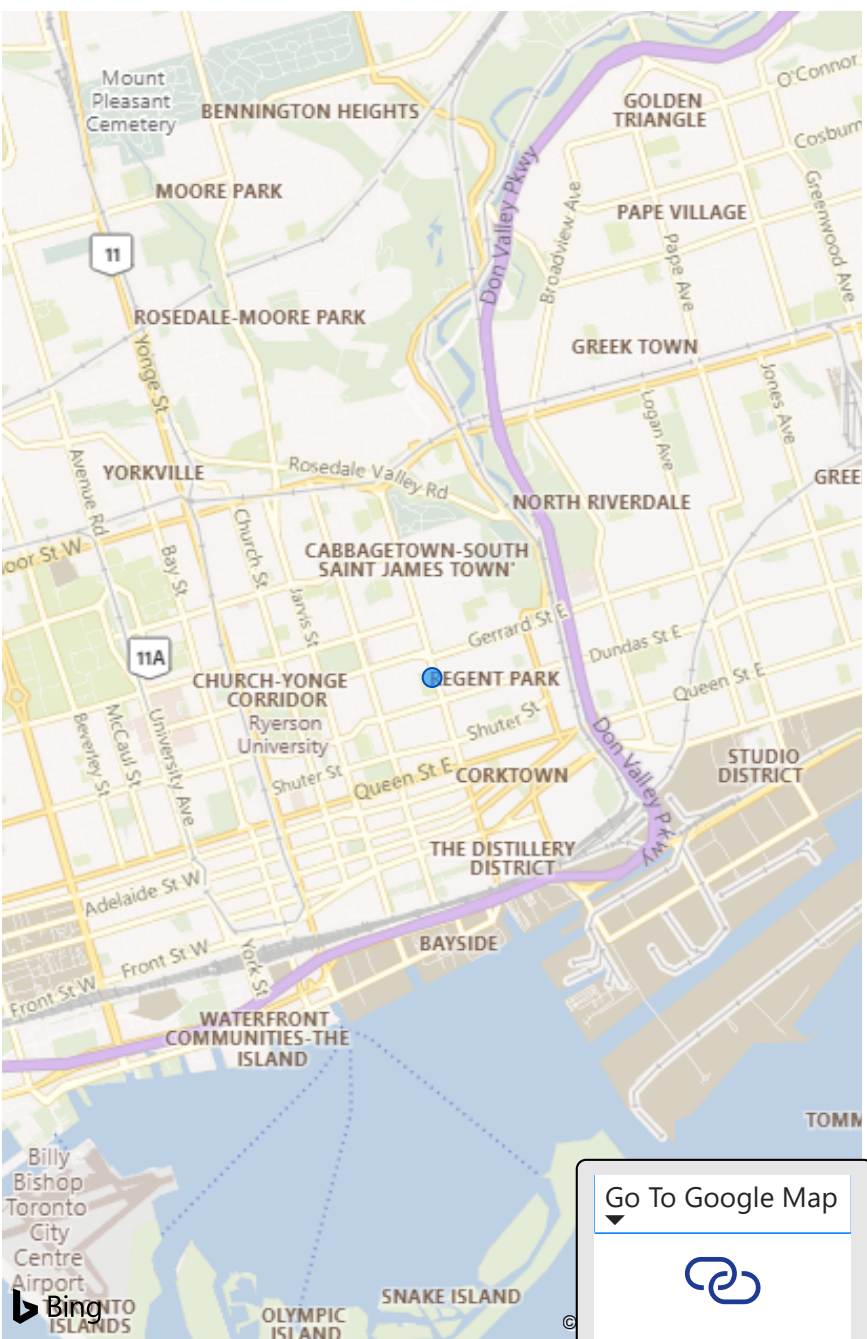 Mount
Pleasant
Cemetery
BENNINGTON HEIGHTS
GOLDEN
TRIANGLE
O'Connor
Cosburn
MOORE PARK
Don Valley Pkwy
Broadview Ave
PAPE VILLAGE
Greenwood Ave
Pape Ave
11
ROSEDALE-MOORE PARK
GREEK TOWN
Yonge St
Jones Ave
Logan Ave
Avenue Rd
YORKVILLE
Rosedale Valley Rd
GREE
NORTH RIVERDALE
Church St
oor St W
Bay St
CABBAGETOWN-SOUTH
SAINT JAMES TOWN'
Jarvis St
Gerrard St E
Dundas St E
11A
CHURCH-YONGE
CORRIDOR
EGENT PARK
Queen St E
Ryerson
University
Beverley St
McCaul St
University Ave
Shuter St
Don Valley Pkwy
Shuter St
Queen St E
CORKTOWN
STUDIO
DISTRICT
THE DISTILLERY
DISTRICT
Adelaide St W
BAYSIDE
Front St W
York St
Front St W
WATERFRONT
COMMUNITIES-THE
ISLAND
TOMM
Billy
Bishop
Toronto
City
Centre
Airport
Go To Google Map
Bing
NTO
ISLANDS
SNAKE ISLAND
OLYMPIC
ISLAND
©